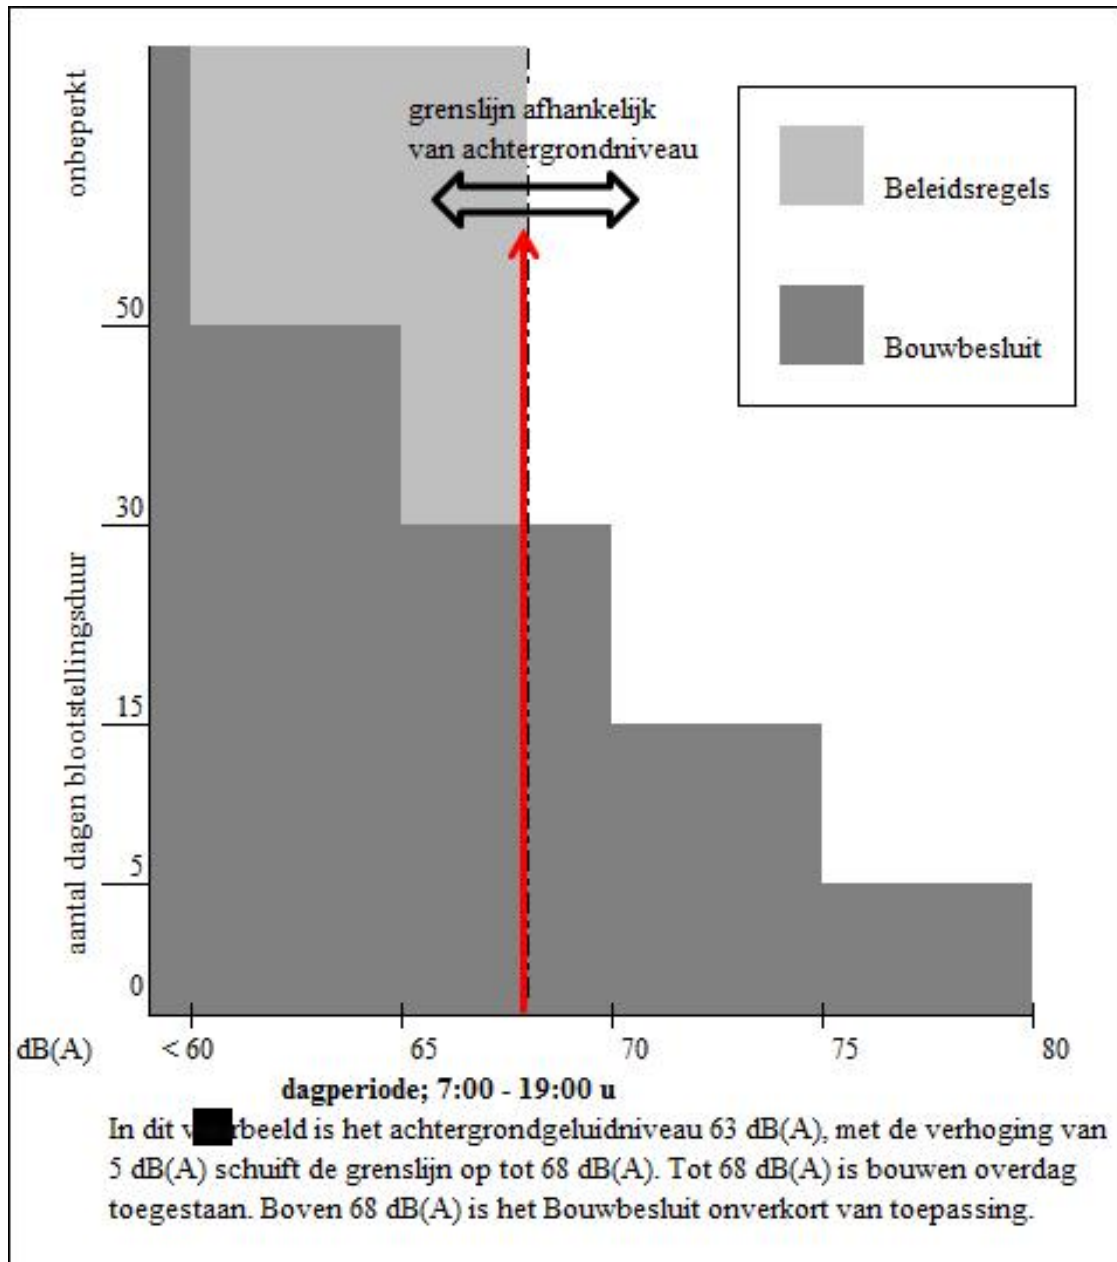 onbeperkt
grenslijn afhankelijk
van achtergrondniveau
Beleidsregels
Bouwbesluit
50
30
15
5
0
aantal dagen blootstellingsduur
dB(A) < 60 65 70 75 80
dagperiode; 7:00 - 19:00 u
In dit is het achtergrondgeluidniveau 63 dB(A), met de verhoging van
5 dB(A) schuift de grenslijn op tot 68 dB(A). Tot 68 dB(A) is bouwen overdag
toegestaan. Boven 68 dB(A) is het Bouwbesluit onverkort van toepassing.